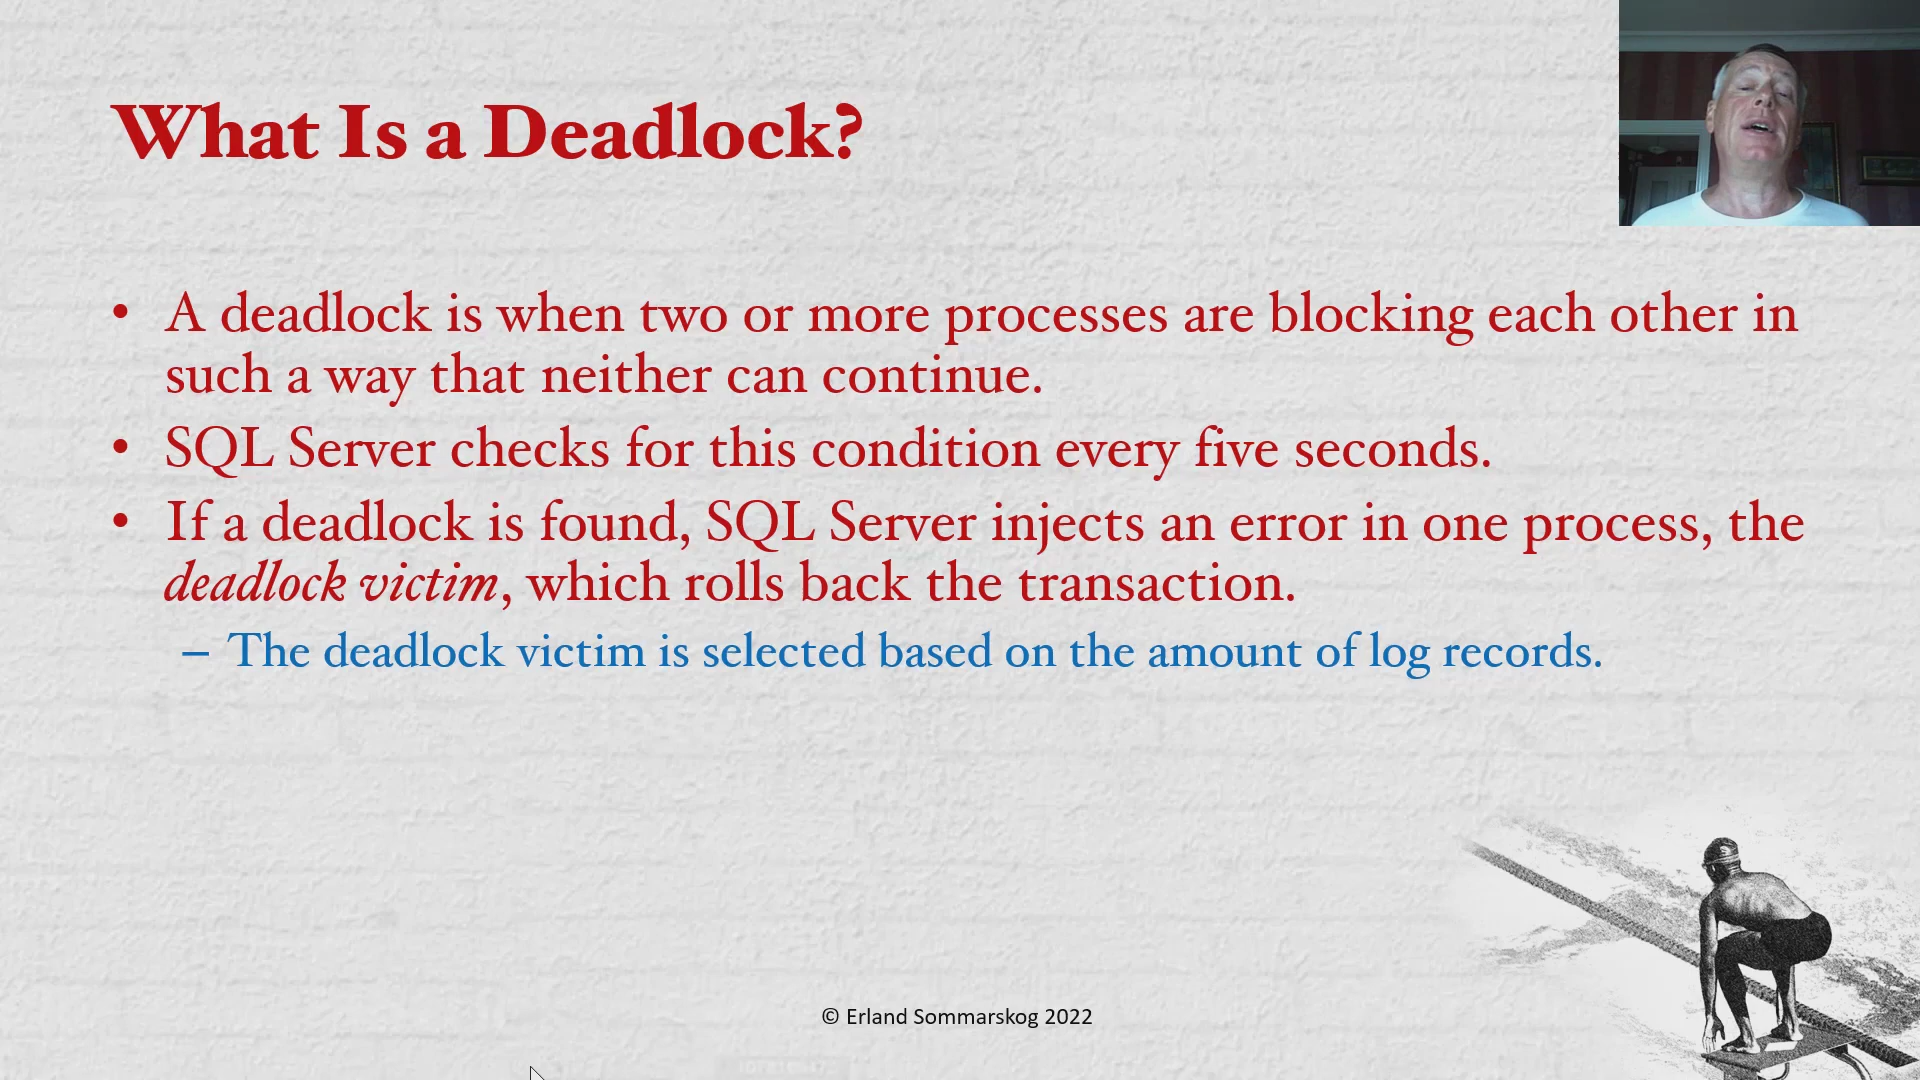 What Is a Deadlock?
• A deadlock is when two or more processes are blocking each other in
such a way that neither can continue.
• SQL Server checks for this condition every five seconds.
• If a deadlock is found, SQL Server injects an error in one process, the
deadlock victim, which rolls back the transaction.
– The deadlock victim is selected based on the amount of log records.
© Erland Sommarskog 2022